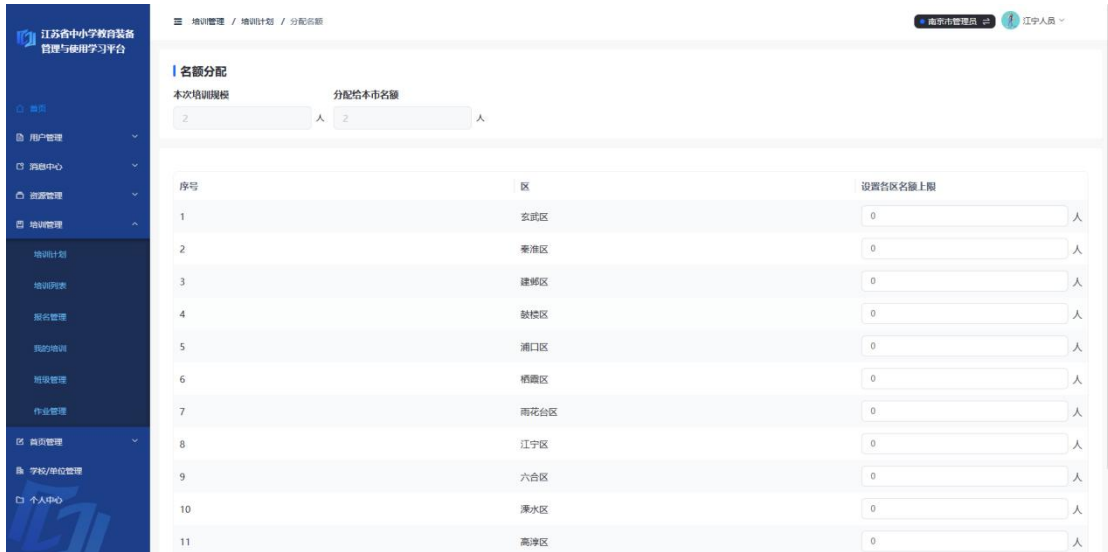 江苏省中小学教育装备
管理与使用学习平台
首页
用户管理
消息中心
资源管理
培训管理
培训计划
培训列表
报名管理
我的培训
班级管理
作业管理
首页管理
学校/单位管理
个人中心
培训管理 / 培训计划 / 分配名额
南京市管理员 江宁人员
名额分配
本次培训规模 分配给本市名额
2 人 2 人
序号 区 设置各区名额上限
1 玄武区 0 人
2 秦淮区 0 人
3 建邺区 0 人
4 鼓楼区 0 人
5 浦口区 0 人
6 栖霞区 0 人
7 雨花台区 0 人
8 江宁区 0 人
9 六合区 0 人
10 溧水区 0 人
11 高淳区 0 人